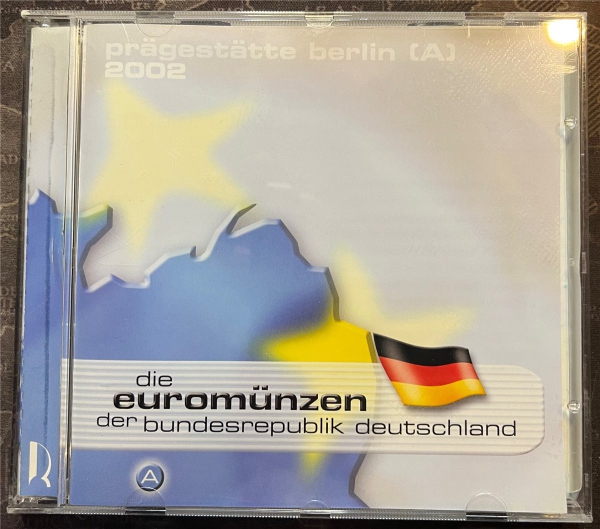 prägestätte berlin (A)
2002
die
euromünzen
der bundesrepublik deutschland
A